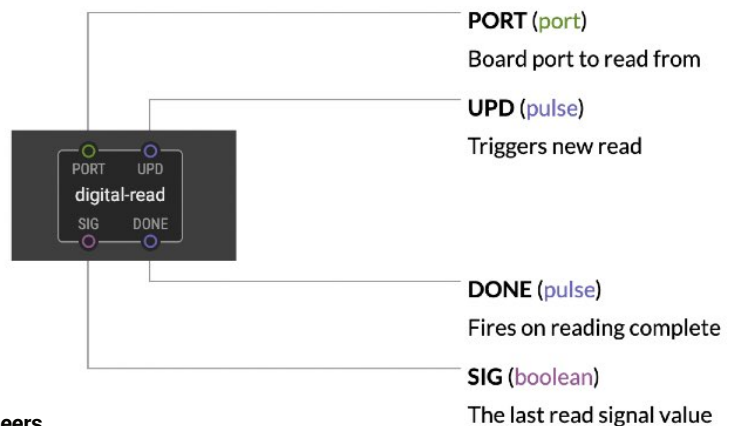 PORT (port)
Board port to read from
UPD (pulse)
Triggers new read
PORT UPD
digital-read
SIG DONE
DONE (pulse)
Fires on reading complete
SIG (boolean)
The last read signal value